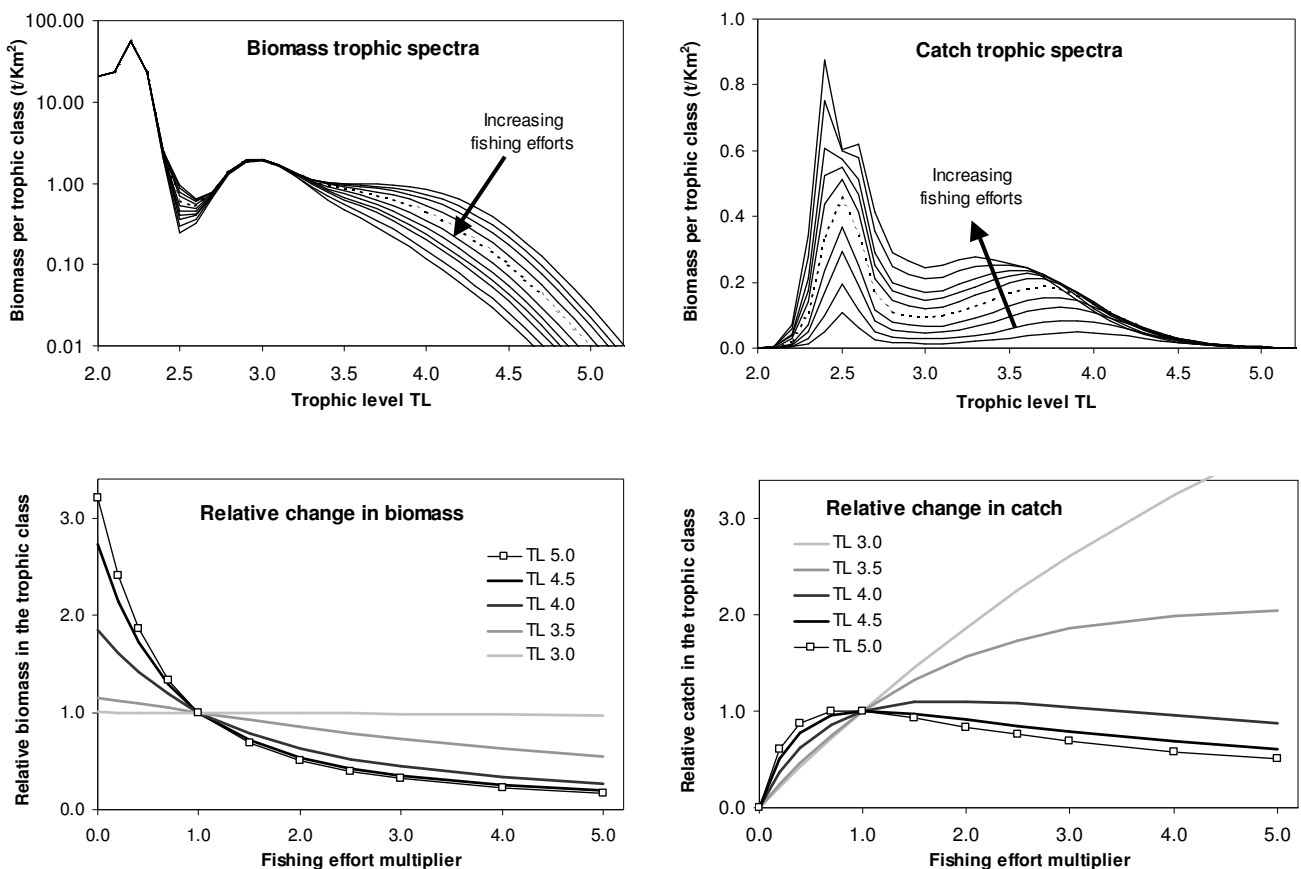 Biomass trophic spectra
Biomass per trophic class (t/Km²)
100.00
10.00
1.00
0.10
0.01
Increasing
fishing efforts
2.0 2.5 3.0 3.5 4.0 4.5 5.0
Trophic level TL
Catch trophic spectra
Biomass per trophic class (t/Km²)
1.0
0.8
0.6
0.4
0.2
0.0
Increasing
fishing efforts
2.0 2.5 3.0 3.5 4.0 4.5 5.0
Trophic level TL
Relative change in biomass
Relative biomass in the trophic class
3.0
2.0
1.0
0.0
TL 5.0
TL 4.5
TL 4.0
TL 3.5
TL 3.0
0.0 1.0 2.0 3.0 4.0 5.0
Fishing effort multiplier
Relative change in catch
Relative catch in the trophic class
3.0
2.0
1.0
0.0
TL 3.0
TL 3.5
TL 4.0
TL 4.5
TL 5.0
0.0 1.0 2.0 3.0 4.0 5.0
Fishing effort multiplier